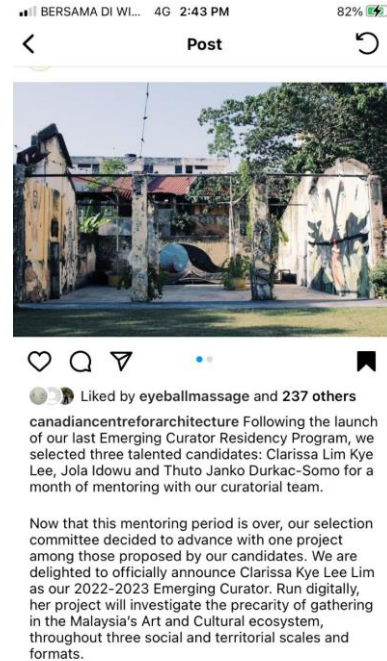 BERSAMA DI WI... 4G 2:43 PM 82%
Post
Liked by eyeballmassage and 237 others
canadiancentreforarchitecture Following the launch
of our last Emerging Curator Residency Program, we
selected three talented candidates: Clarissa Lim Kye
Lee, Jola Idowu and Thuto Janko Durkac-Somo for a
month of mentoring with our curatorial team.
Now that this mentoring period is over, our selection
committee decided to advance with one project
among those proposed by our candidates. We are
delighted to officially announce Clarissa Kye Lee Lim
as our 2022-2023 Emerging Curator. Run digitally,
her project will investigate the precarity of gathering
in the Malaysia's Art and Cultural ecosystem,
throughout three social and territorial scales and
formats.